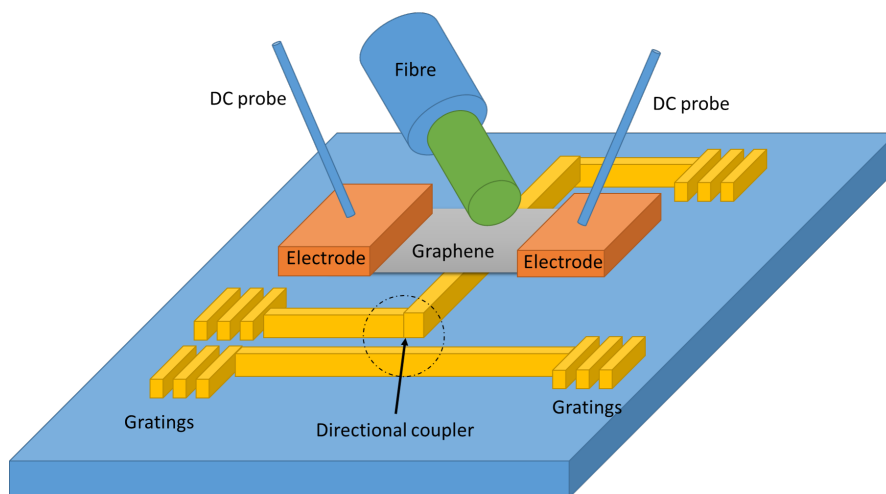 Fibre
DC probe
DC probe
Graphene
Electrode
Electrode
Gratings
Gratings
Directional coupler